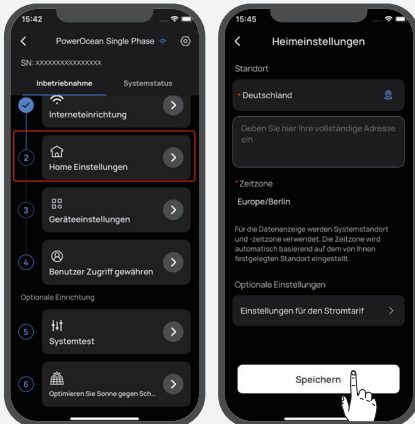 15:42
PowerOcean Single Phase
SN: XXXXXXXXXXXXXXXX
Inbetriebnahme
Systemstatus
Interneteinrichtung
2
Home Einstellungen
3
Geräteeinstellungen
4
Benutzer Zugriff gewähren
Optionale Einrichtung
5
Systemtest
6
Optimieren Sie Sonne gegen Sch...
15:45
Heimeinstellungen
Standort
* Deutschland
Geben Sie hier Ihre vollständige Adresse
ein
* Zeitzone
Europe/Berlin
Für die Datenanzeige werden Systemstandort
und -zeitzone verwendet. Die Zeitzone wird
automatisch basierend auf dem von Ihnen
festgelegten Standort eingestellt.
Optionale Einstellungen
Einstellungen für den Stromtarif
Speichern